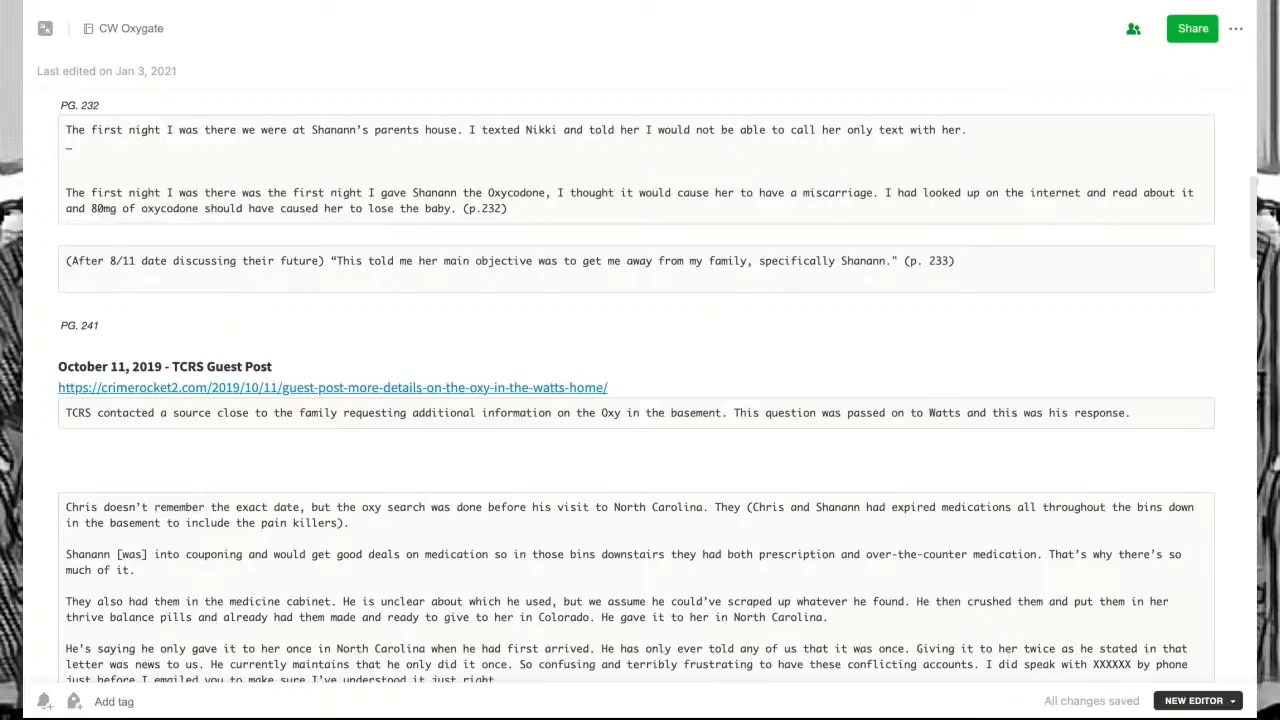 CW Oxygate
Share
Last edited on Jan 3, 2021
PG. 232
The first night I was there we were at Shanann’s parents house. I texted Nikki and told her I would not be able to call her only text with her.
—
The first night I was there was the first night I gave Shanann the Oxycodone, I thought it would cause her to have a miscarriage. I had looked up on the internet and read about it
and 80mg of oxycodone should have caused her to lose the baby. (p.232)
(After 8/11 date discussing their future) “This told me her main objective was to get me away from my family, specifically Shanann." (p. 233)
PG. 241
October 11, 2019 - TCRS Guest Post
https://crimerocket2.com/2019/10/11/guest-post-more-details-on-the-oxy-in-the-watts-home/
TCRS contacted a source close to the family requesting additional information on the Oxy in the basement. This question was passed on to Watts and this was his response.
Chris doesn’t remember the exact date, but the oxy search was done before his visit to North Carolina. They (Chris and Shanann had expired medications all throughout the bins down
in the basement to include the pain killers).
Shanann [was] into couponing and would get good deals on medication so in those bins downstairs they had both prescription and over-the-counter medication. That’s why there’s so
much of it.
They also had them in the medicine cabinet. He is unclear about which he used, but we assume he could’ve scraped up whatever he found. He then crushed them and put them in her
thrive balance pills and already had them made and ready to give to her in Colorado. He gave it to her in North Carolina.
He’s saying he only gave it to her once in North Carolina when he had first arrived. He has only ever told any of us that it was once. Giving it to her twice as he stated in that
letter was news to us. He currently maintains that he only did it once. So confusing and terribly frustrating to have these conflicting accounts. I did speak with XXXXXX by phone
just before I emailed you to make sure I’ve understood it just right.
Add tag
All changes saved
NEW EDITOR